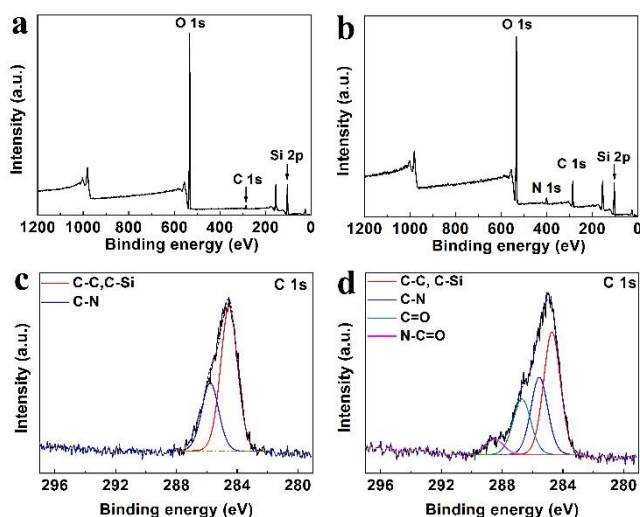 a
O 1s
C 1s
Si 2p
Intensity (a.u.)
1200 1000 800 600 400 200 0
Binding energy (eV)
b
O 1s
N 1s
C 1s
Si 2p
Intensity (a.u.)
1200 1000 800 600 400 200 0
Binding energy (eV)
c
C-C,C-Si
C-N
C 1s
Intensity (a.u.)
296 292 288 284 280
Binding energy (eV)
d
C-C, C-Si
C-N
C=O
N-C=O
C 1s
Intensity (a.u.)
296 292 288 284 280
Binding energy (eV)